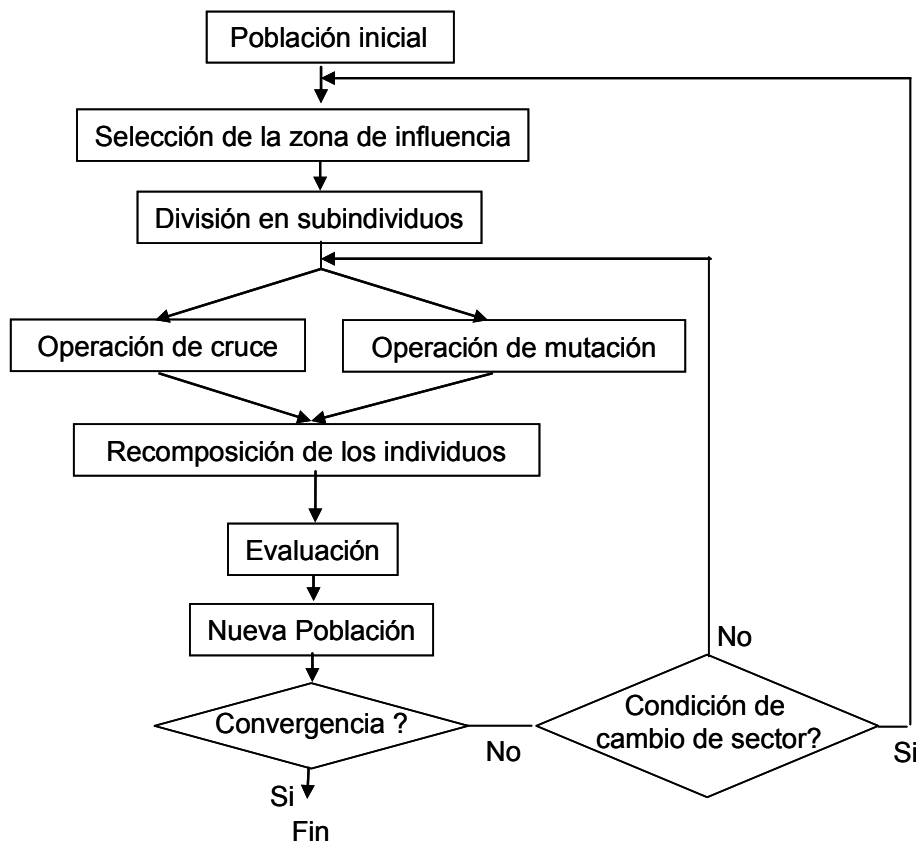 Población inicial
Selección de la zona de influencia
División en subindividuos
Operación de cruce
Operación de mutación
Recomposición de los individuos
Evaluación
Nueva Población
No
Convergencia ?
Condición de
cambio de sector?
No
Si
Si
Fin